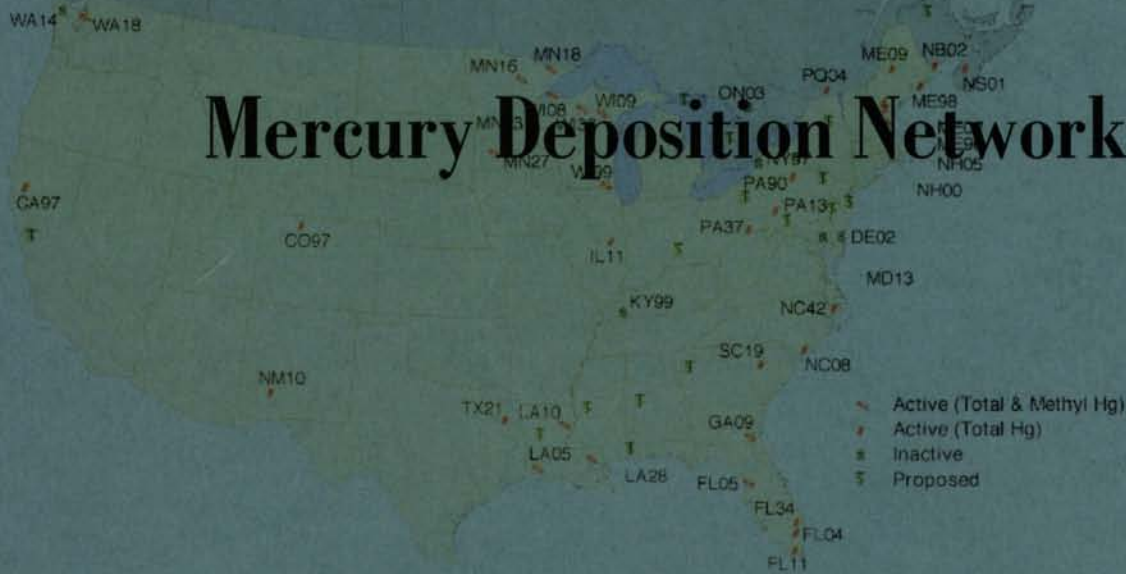 WA14
WA18
MN18
MN16
ME09
NB02
PQ04
ON03
NS01
WI09
WI08
ME98
Mercury Deposition Network
MN27
NH05
WI99
PA90
NH00
CA97
PA13
PA37
DE02
CO97
IL11
MD13
KY99
NC42
SC19
NC08
NM10
TX21
LA10
GA09
Active (Total & Methyl Hg)
Active (Total Hg)
LA05
Inactive
LA28
FL05
Proposed
FL34
FL04
FL11